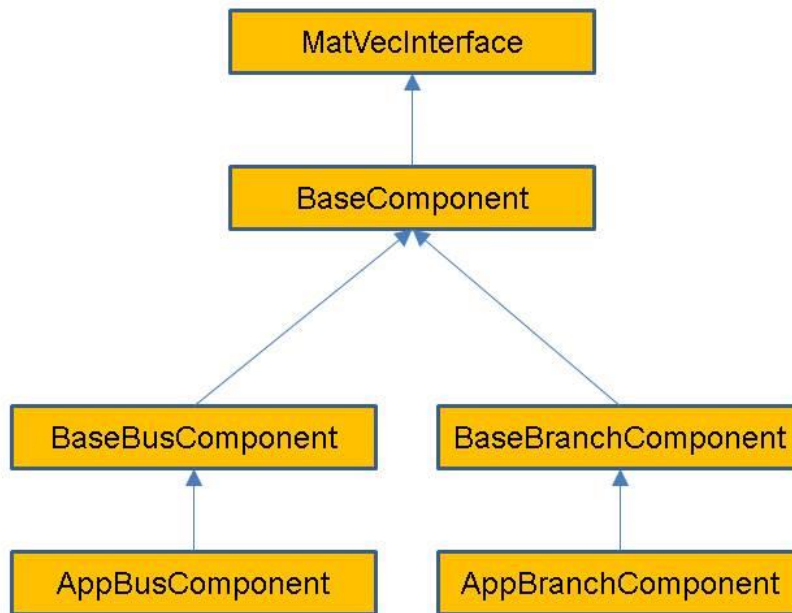 MatVecInterface
BaseComponent
BaseBusComponent
BaseBranchComponent
AppBusComponent
AppBranchComponent